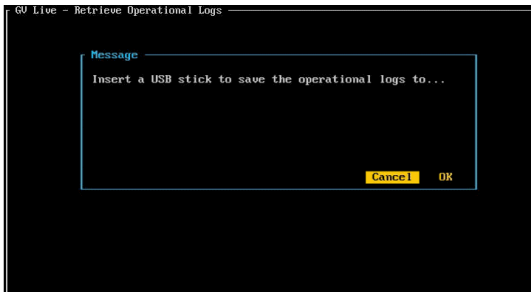 GV Live - Retrieve Operational Logs
Message
Insert a USB stick to save the operational logs to...
Cancel OK